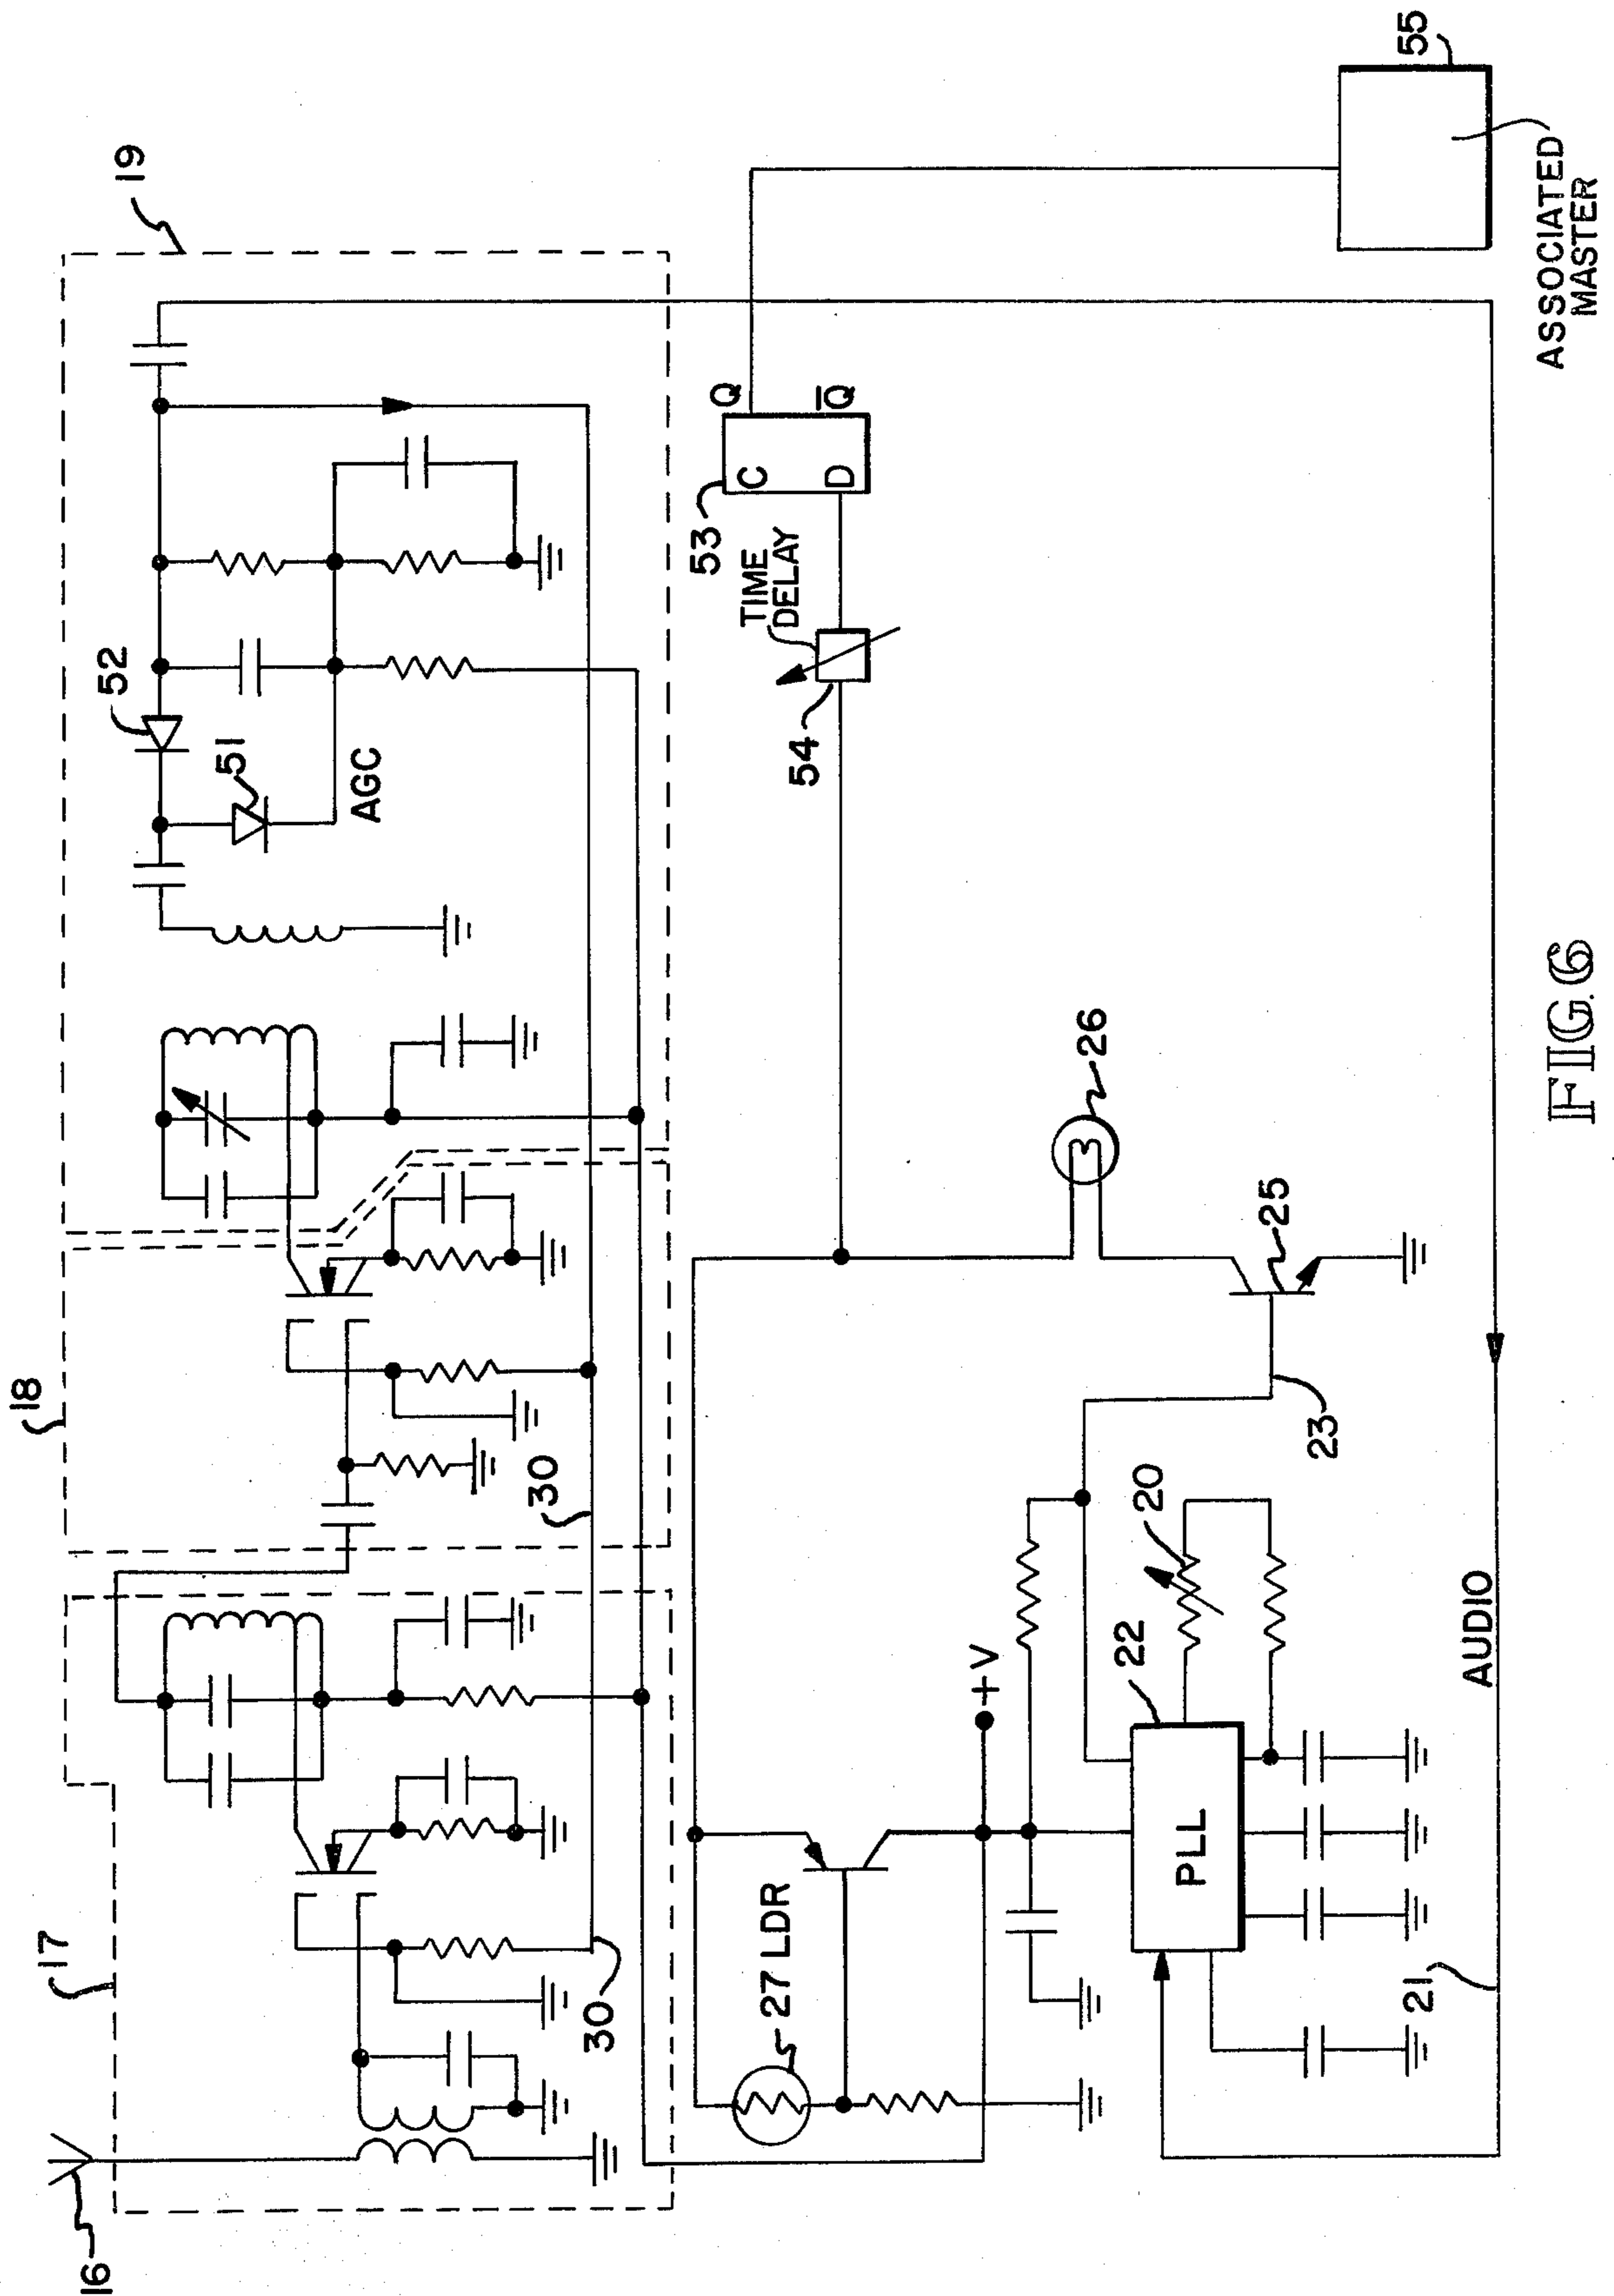 16
17
18
19
52
51
AGC
30
30
53
Q
C
TIME
DELAY
27 LDR
54
D
Q̅
+V
26
22
20
PLL
25
23
55
21
AUDIO
ASSOCIATED
MASTER
FIG.6